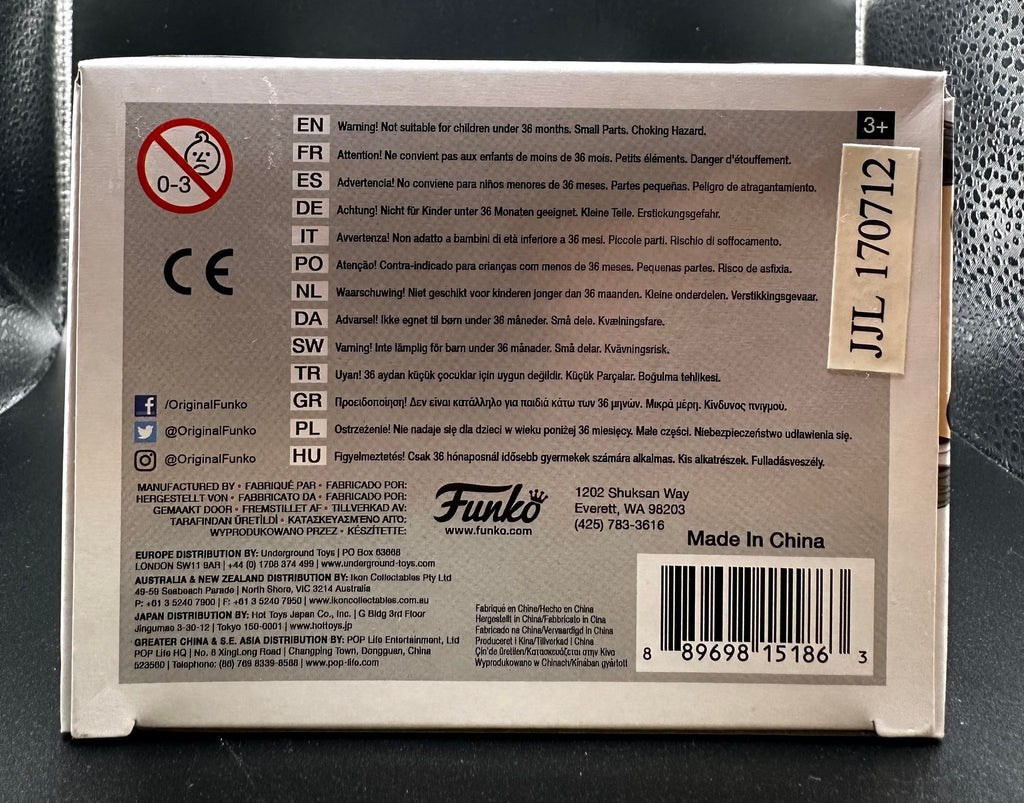 0-3
CE
EN Warning! Not suitable for children under 36 months. Small Parts. Choking Hazard.
FR Attention! Ne convient pas aux enfants de moins de 36 mois. Petits éléments. Danger d'étouffement.
ES Advertencia! No conviene para niños menores de 36 meses. Partes pequeñas. Peligro de atragantamiento.
DE Achtung! Nicht für Kinder unter 36 Monaten geeignet. Kleine Teile. Erstickungsgefahr.
IT Avvertenza! Non adatto a bambini di età inferiore a 36 mesi. Piccole parti. Rischio di soffocamento.
PO Atenção! Contra-indicado para crianças com menos de 36 meses. Pequenas partes. Risco de asfixia.
NL Waarschuwing! Niet geschikt voor kinderen jonger dan 36 maanden. Kleine onderdelen. Verstikkingsgevaar.
DA Advarsel! Ikke egnet til børn under 36 måneder. Små dele. Kvælningsfare.
SW Varning! Inte lämplig för barn under 36 månader. Små delar. Kvävningsrisk.
TR Uyan! 36 aydan küçük çocuklar için uygun değildir. Küçük Parçalar. Boğulma tehlikesi.
GR Προειδοποίηση! Δεν είναι κατάλληλο για παιδιά κάτω των 36 μηνών. Μικρά μέρη. Κίνδυνος πνιγμού.
PL Ostrzeżenie! Nie nadaje się dla dzieci w wieku poniżej 36 miesięcy. Małe części. Niebezpieczeństwo udławienia się.
HU Figyelmeztetés! Csak 36 hónaposnál idősebb gyermekek számára alkalmas. Kis alkatrészek. Fulladásveszély.
3+
JJL 170712
/OriginalFunko
@OriginalFunko
@OriginalFunko
MANUFACTURED BY • FABRIQUÉ PAR • FABRICADO POR:
HERGESTELLT VON • FABBRICATO DA • FABRICADO POR:
GEMAAKT DOOR • FREMSTILLET AF • TILLVERKAD AV:
TARAFINDAN ÜRETİLDİ • ΚΑΤΑΣΚΕΥΑΣΜΕΝΟ ΑΠΟ:
WYPRODUKOWANO PRZEZ • KÉSZÍTETTE:
Funko
www.funko.com
1202 Shuksan Way
Everett, WA 98203
(425) 783-3616
Made In China
EUROPE DISTRIBUTION BY: Underground Toys | PO Box 63668
LONDON SW11 9AR | +44 (0) 1708 374 499 | www.underground-toys.com
AUSTRALIA & NEW ZEALAND DISTRIBUTION BY: Ikon Collectables Pty Ltd
49-59 Seabeach Parade | North Shore, VIC 3214 Australia
P: +61 3 5240 7900 | F: +61 3 5240 7950 | www.ikoncollectables.com.au
JAPAN DISTRIBUTION BY: Hot Toys Japan Co., Inc. | G Bldg 3rd Floor
Jingumae 3-30-12 | Tokyo 150-0001 | www.hottoys.jp
GREATER CHINA & S.E. ASIA DISTRIBUTION BY: POP Life Entertainment, Ltd
POP Life HQ | No. 8 XingLong Road | Changping Town, Dongguan, China
523560 | Telephone: (86) 769 8339-8588 | www.pop-life.com
Fabriqué en China/Hecho en China
Hergestellt in China/Fabbricato in Cina
Fabricado na China/Vervaardigd in China
Produceret i Kina/Tillverkad i China
Çin'de üretilen/Κατασκευάζεται στην Κίνα
Wyprodukowano w Chinach/Kínában gyártott
8 89698 15186 3